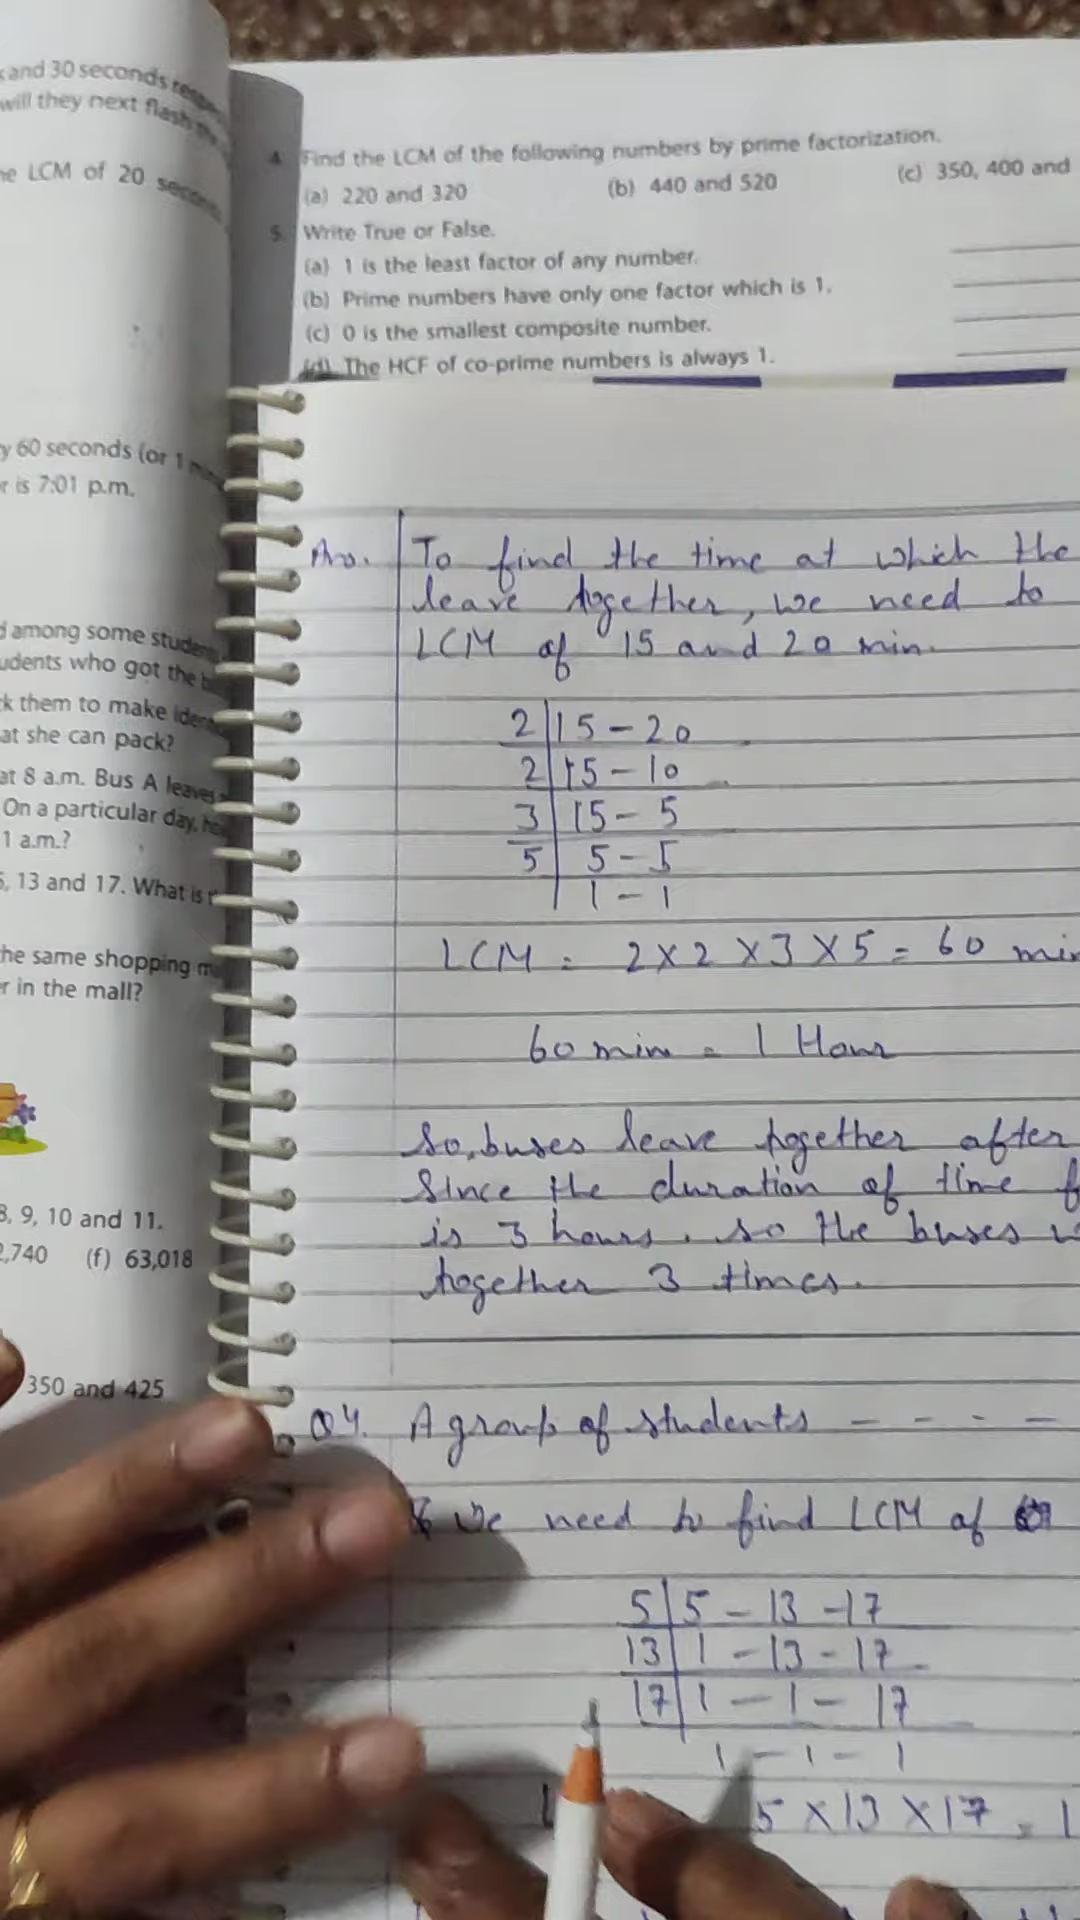 and 30 seconds
will they next flash
LCM of 20
y 60 seconds (or 1
r is 7:01 p.m.
among some
who got the
k them to make
at she can pack?
at 8 a.m. Bus A leaves
On a particular day,
1 a.m.?
5, 13 and 17. What is
he same shopping
r in the mall?
8, 9, 10 and 11.
2,740 (f) 63,018
350 and 425
4. Find the LCM of the following numbers by prime factorization.
(a) 220 and 320 (b) 440 and 520 (c) 350, 400 and
5. Write True or False.
(a) 1 is the least factor of any number.
(b) Prime numbers have only one factor which is 1.
(c) 0 is the smallest composite number.
(d) The HCF of co-prime numbers is always 1.
Ans. To find the time at which the
leave together, we need to
LCM of 15 and 20 min.
2 | 15 - 20
2 | 15 - 10
3 | 15 - 5
5 | 5 - 5
| 1 - 1
LCM = 2 X 2 X 3 X 5 = 60 min
60 min = 1 Hour
So, buses leave together after
Since the duration of time
is 3 hours. so the buses
together 3 times.
Q4. A group of students - - - -
We need to find LCM of
5 | 5 - 13 - 17
13 | 1 - 13 - 17
17 | 1 - 1 - 17
1 - 1 - 1
5 X 13 X 17 = 1